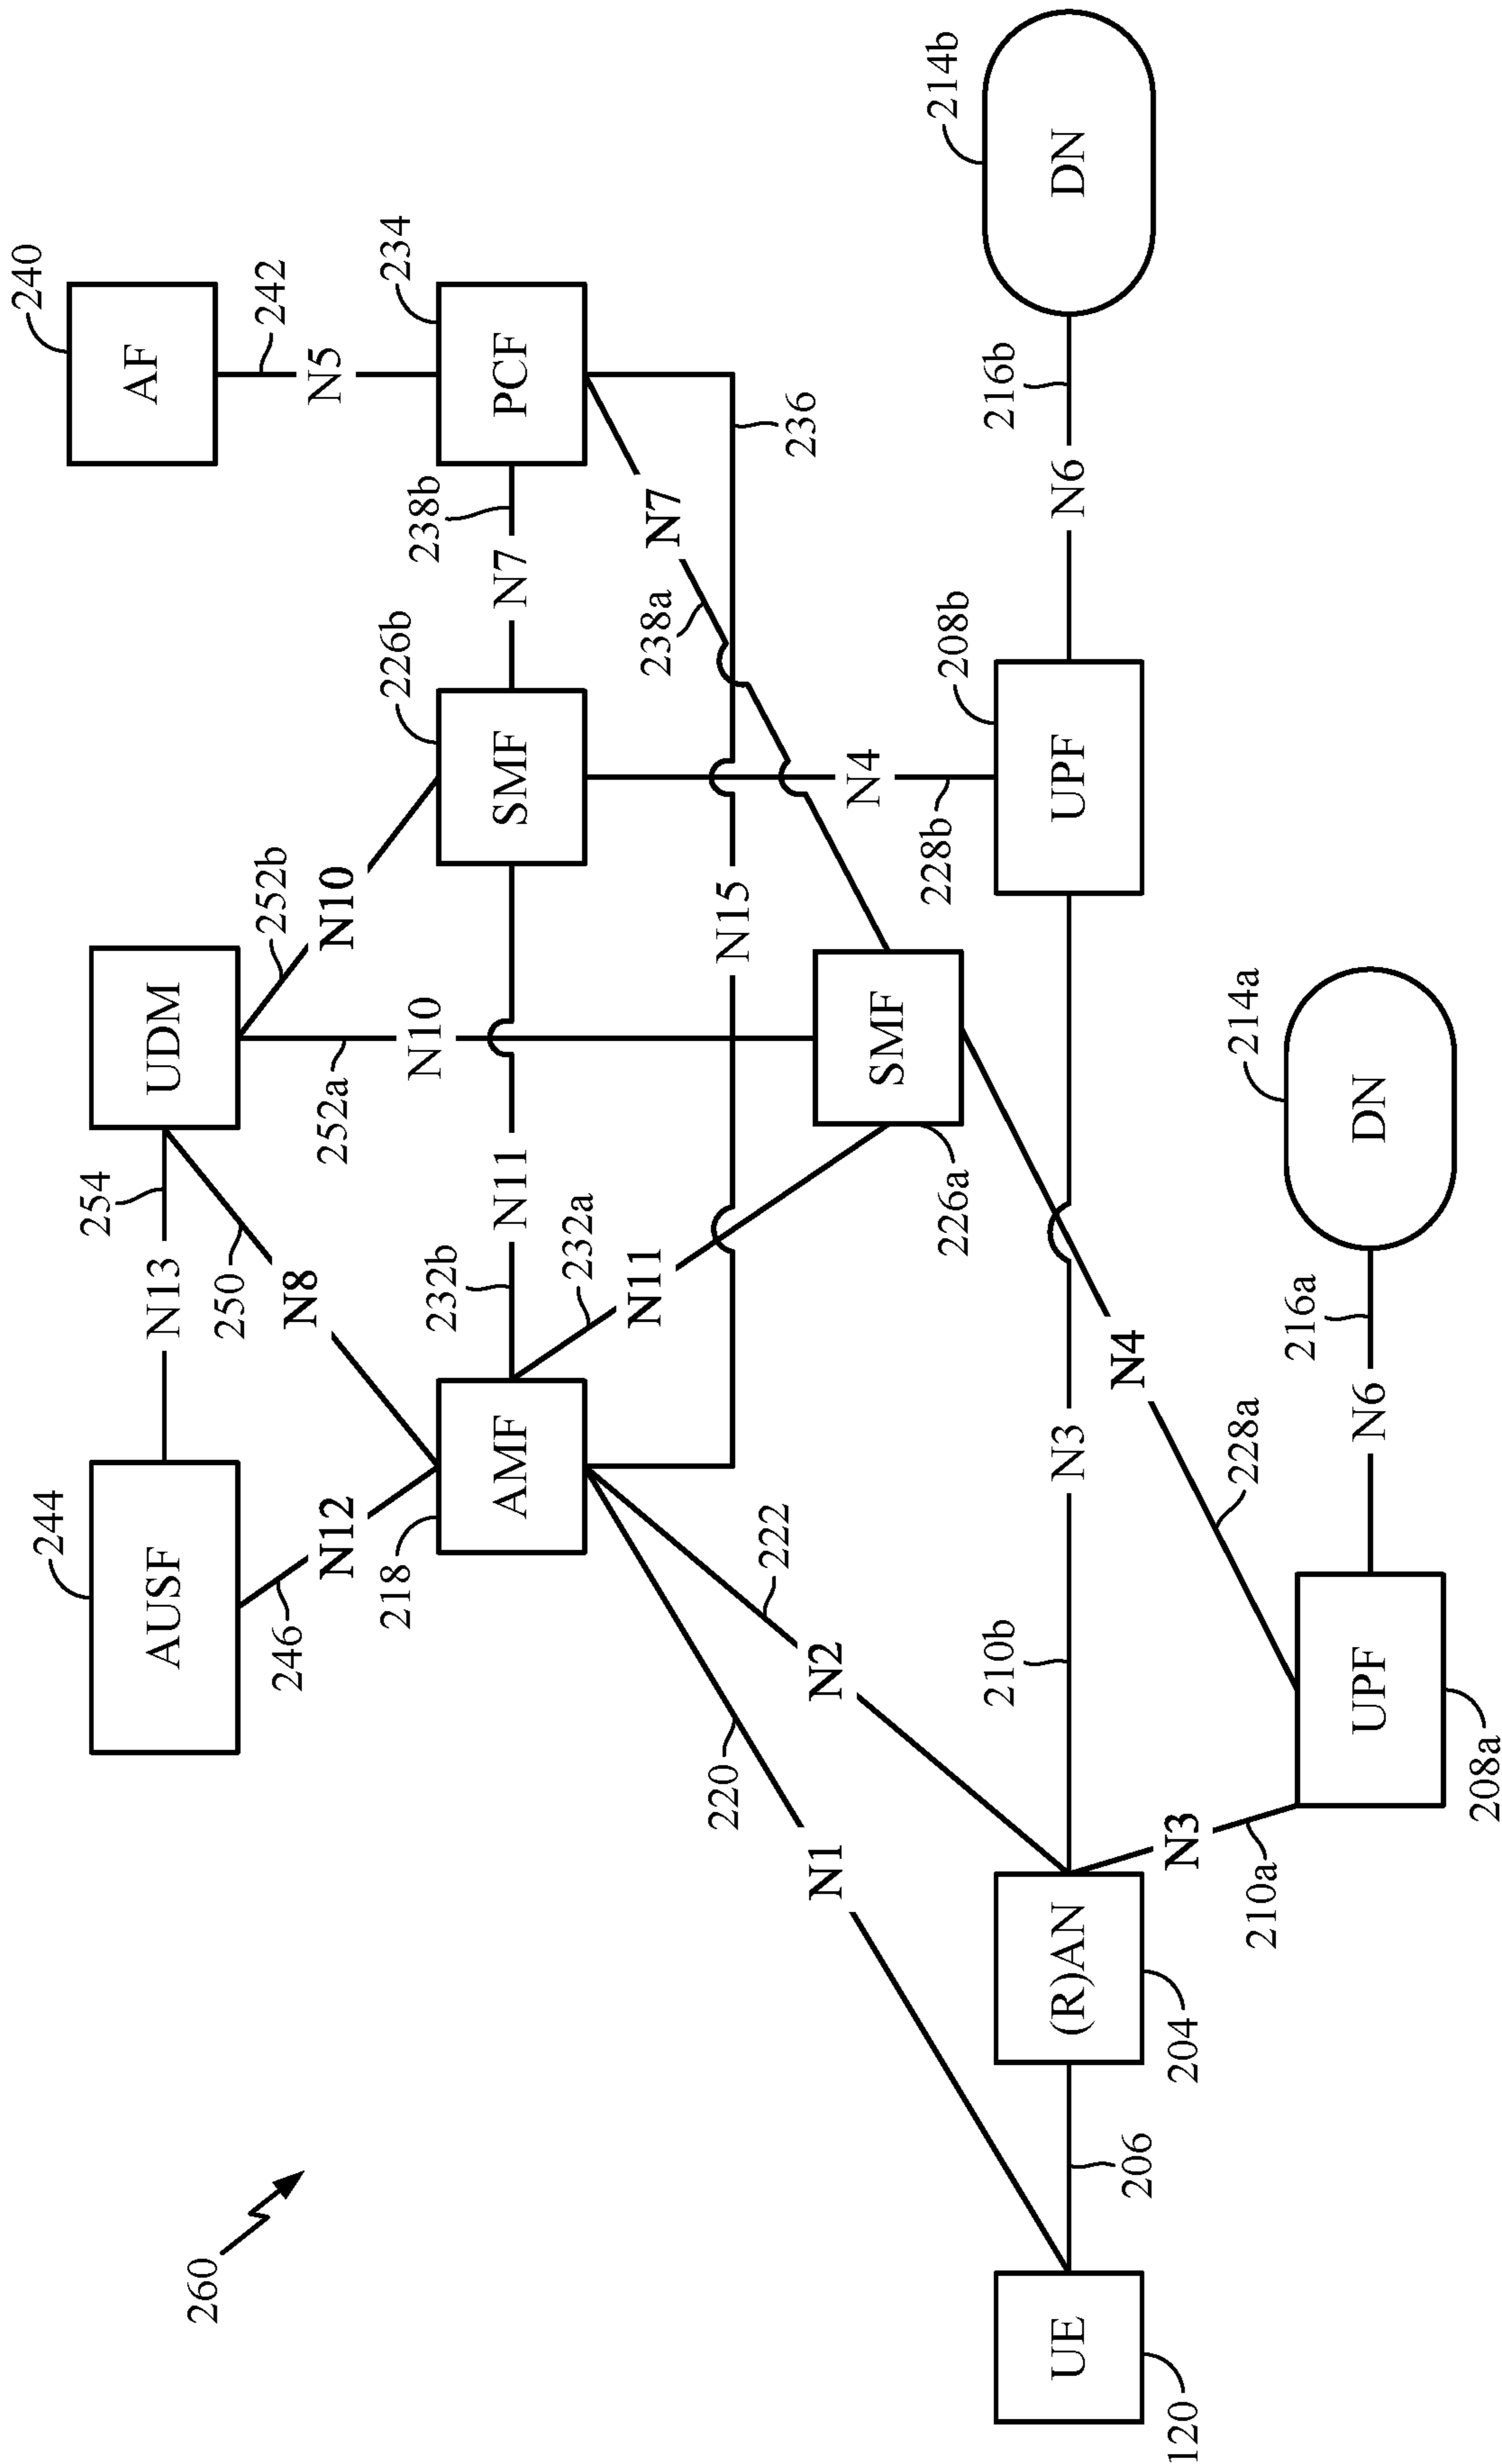 260
244
AUSF
N13
254
UDM
240
AF
246
N12
250
N8
252a
N10
252b
N10
242
N5
218
AMF
232b
N11
226b
SMF
238b
N7
234
PCF
232a
N11
238a
N7
220
N1
222
N2
N15
236
226a
SMF
228b
N4
120
UE
206
204
(R)AN
210b
N3
208b
UPF
216b
N6
214b
DN
210a
N3
228a
N4
208a
UPF
216a
N6
214a
DN